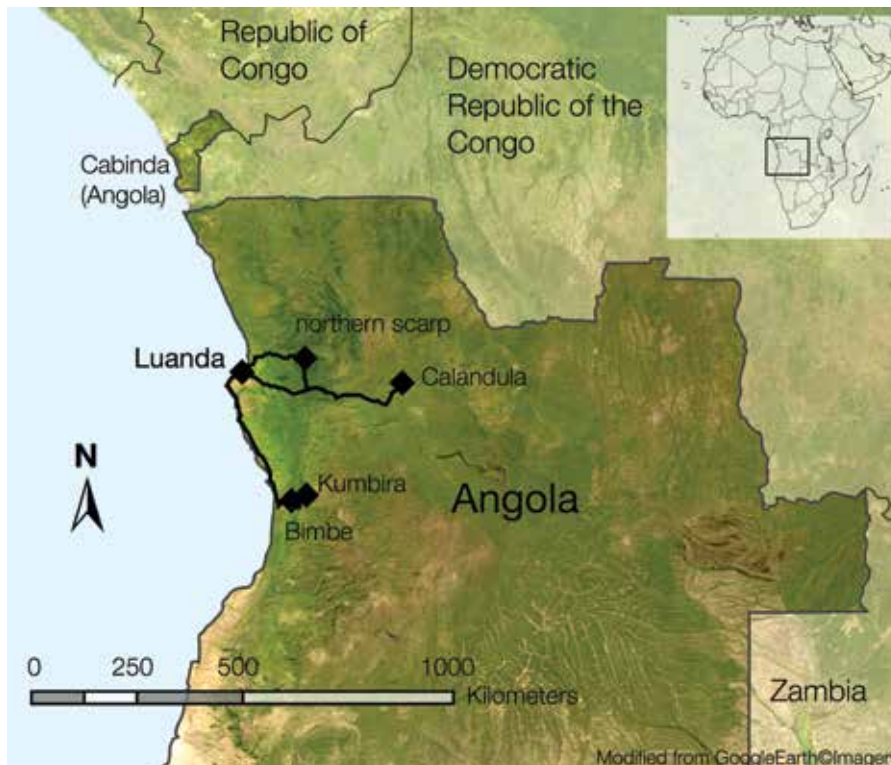 Republic of
Congo
Democratic
Republic of the
Congo
Cabinda
(Angola)
northern scarp
Luanda
Calandula
N
Kumbira
Angola
Bimbe
0 250 500 1000
Kilometers
Zambia
Modified from GoogleEarth©Imager